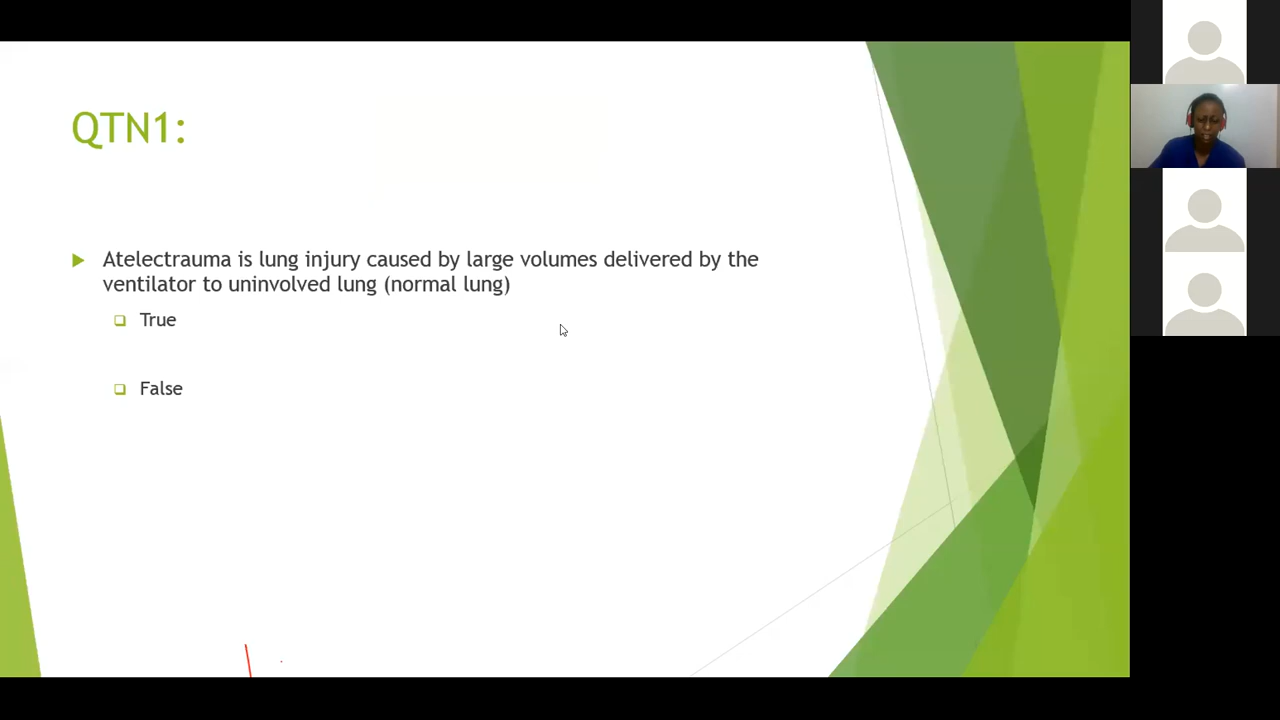 QTN1:
Atelectrauma is lung injury caused by large volumes delivered by the
ventilator to uninvolved lung (normal lung)
True
False